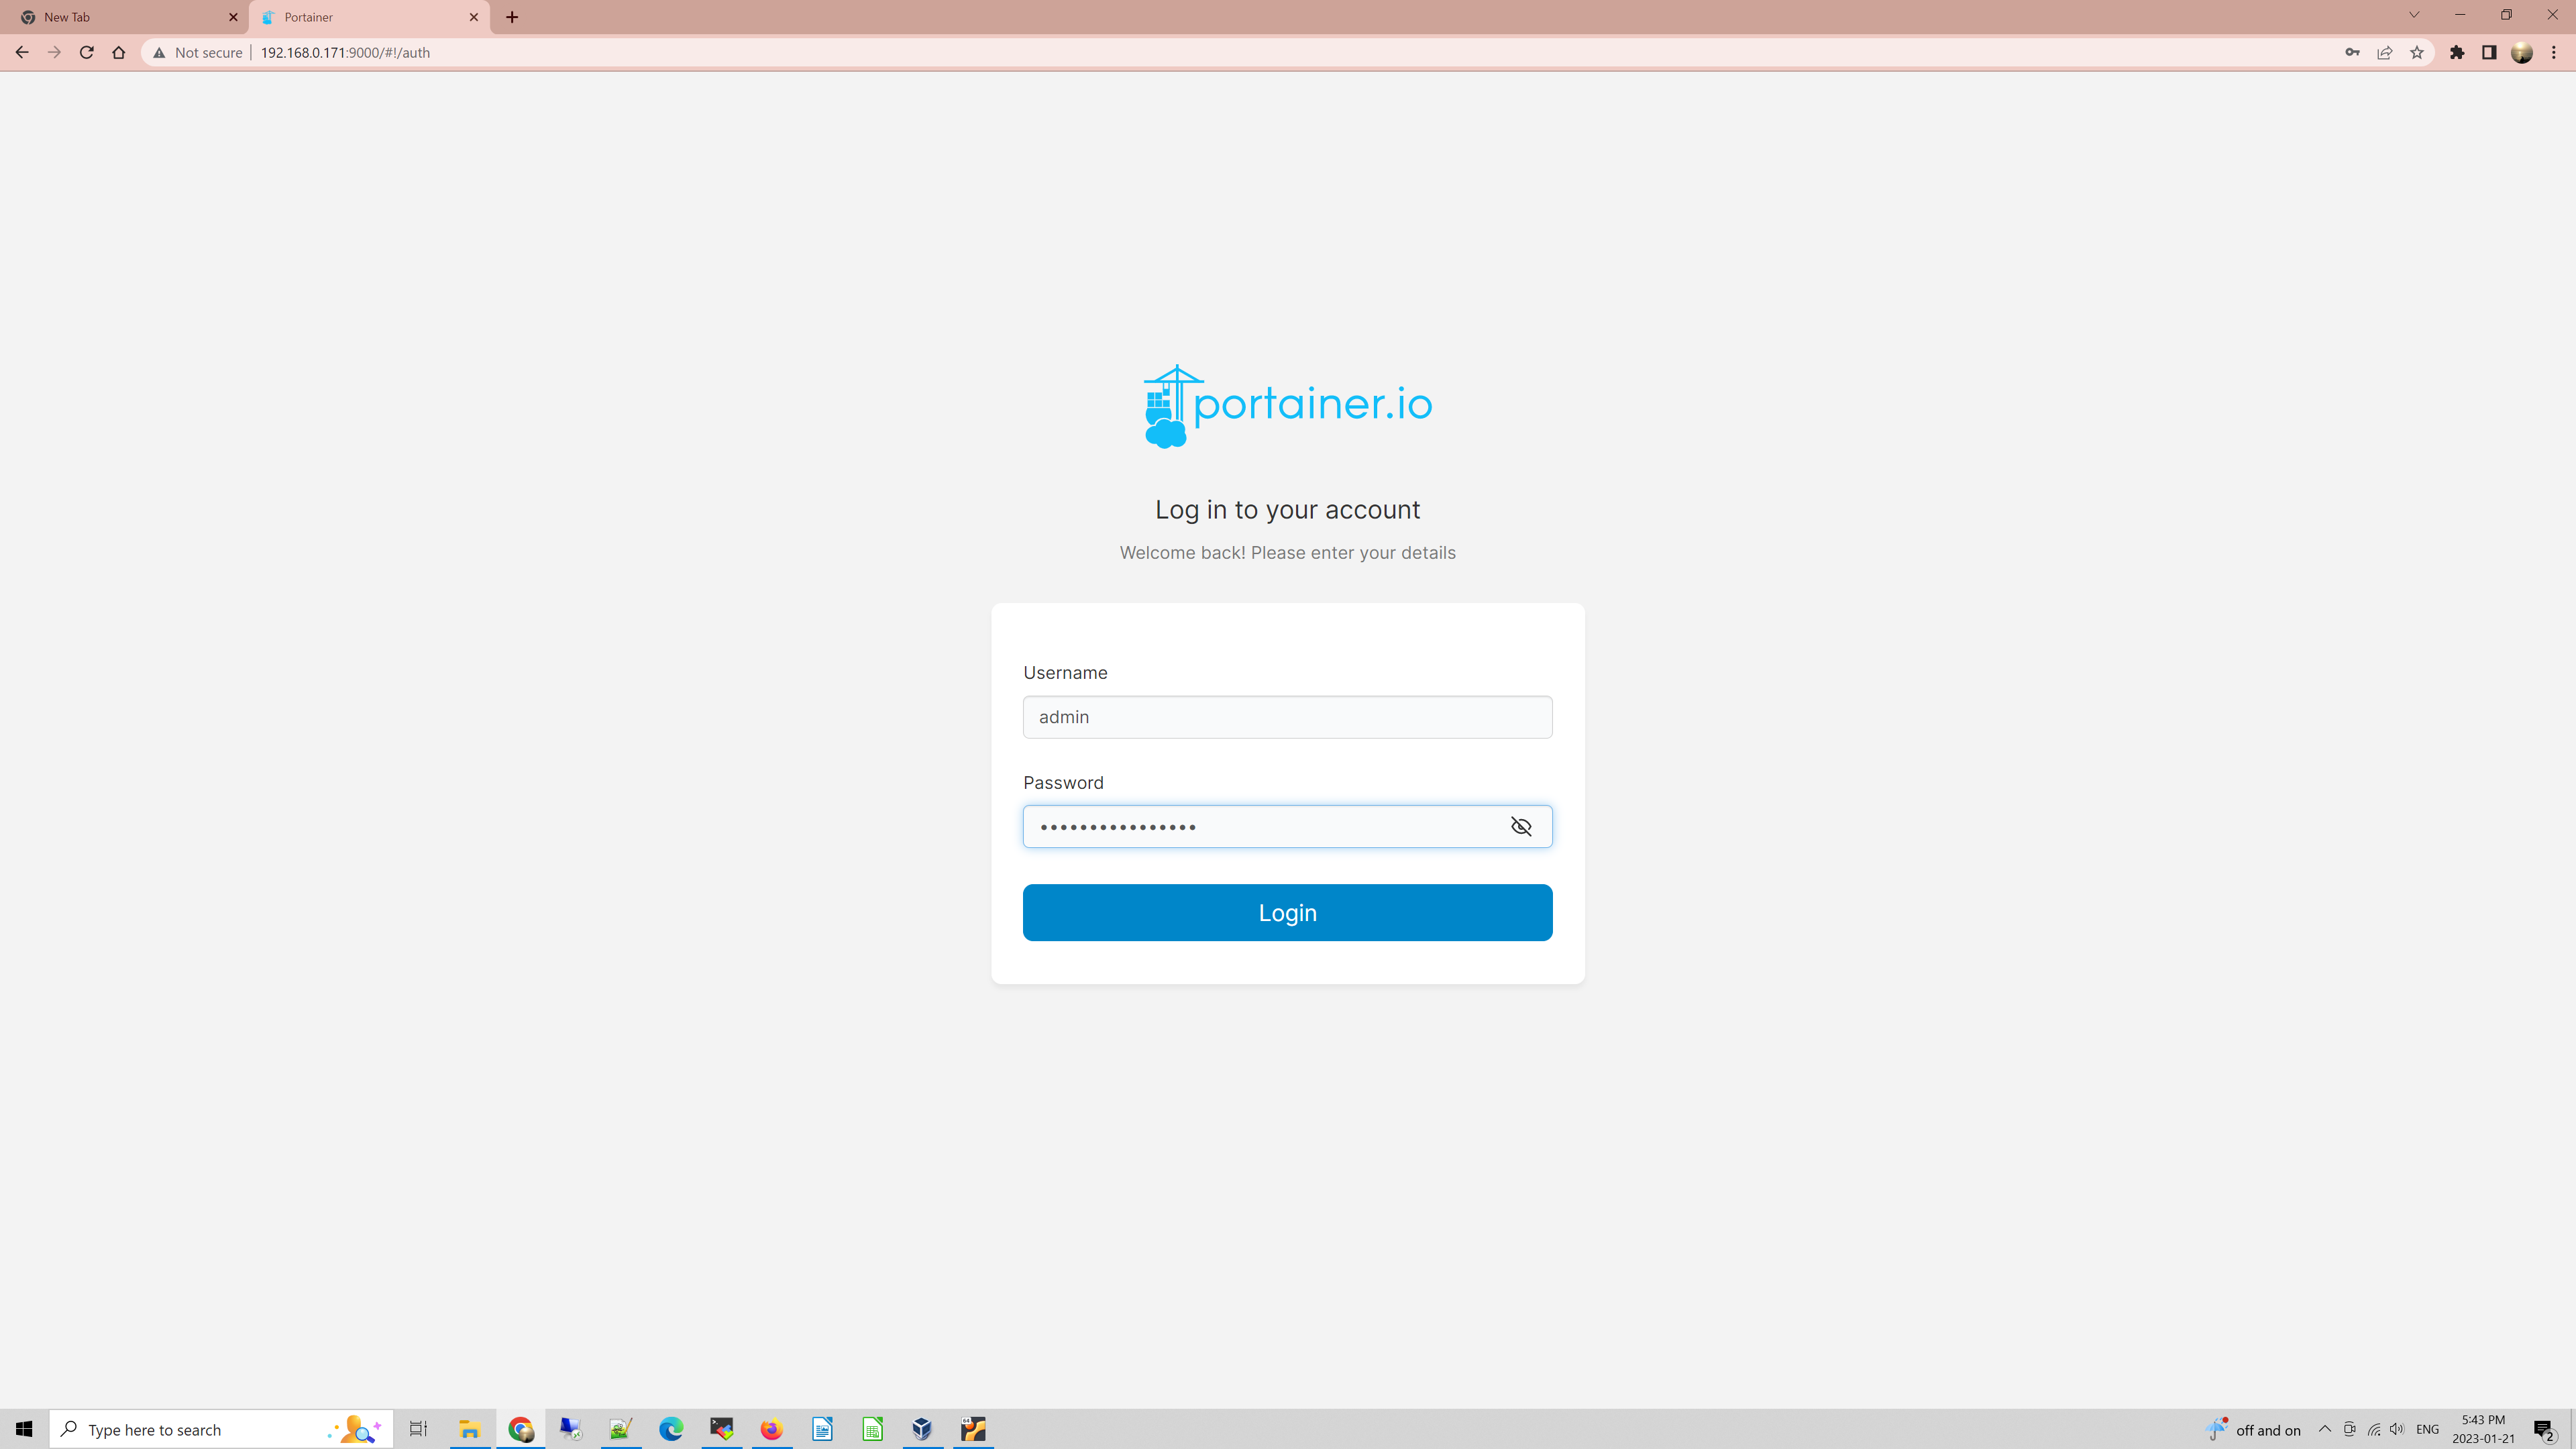 New Tab
Portainer
Not secure
192.168.0.171:9000/#!/auth
portainer.io
Log in to your account
Welcome back! Please enter your details
Username
admin
Password
••••••••••••••••
Login
Type here to search
off and on
ENG
5:43 PM
2023-01-21
2